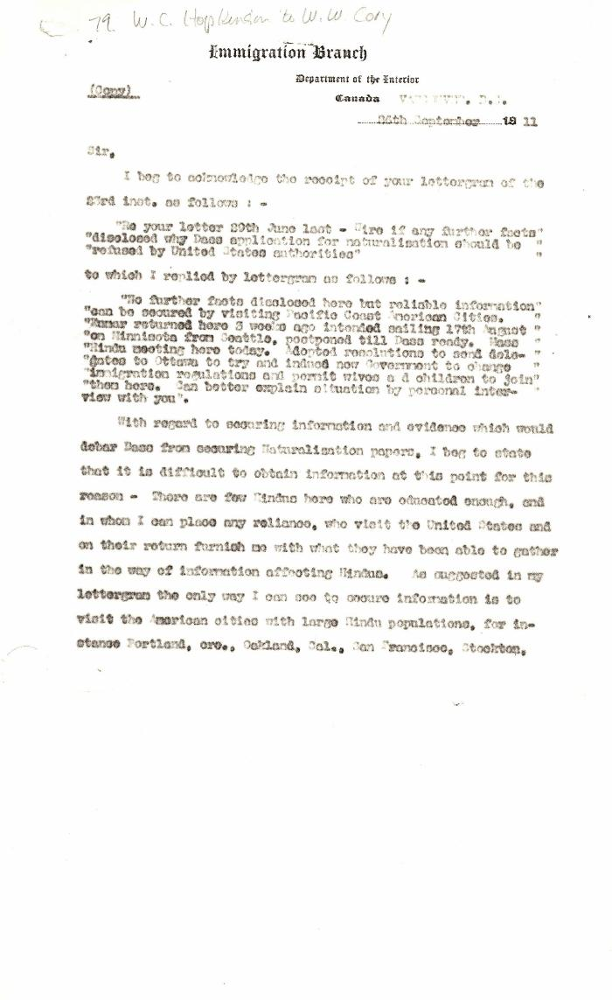 79. W. C. Hopkinson to W. W. Cory
Immigration Branch
Department of the Interior
(Copy)
Canada VANCOUVER, B.C.
September 19 11
Sir,
I beg to acknowledge the receipt of your lettergram of the
23rd inst. as follows : -
"Re your letter 29th June last - Wire if any further facts"
"disclosed why Dass application for naturalisation should be "
"refused by United States authorities" "
to which I replied by lettergram as follows : -
"No further facts disclosed here but reliable information"
"can be secured by visiting Pacific Coast American Cities. "
"Kumar returned here 3 weeks ago intended sailing 17th August "
"on Minnisota from Seattle, postponed till Dass ready. Mass "
"Hindu meeting here today. Adopted resolutions to send dele- "
"gates to Ottawa to try and induce new Government to change "
"immigration regulations and permit wives a d children to join"
"them here. Can better explain situation by personal inter- "
view with you".
With regard to securing information and evidence which would
debar Dass from securing Naturalisation papers, I beg to state
that it is difficult to obtain information at this point for this
reason - There are few Hindus here who are educated enough, and
in whom I can place any reliance, who visit the United States and
on their return furnish me with what they have been able to gather
in the way of information affecting Hindus. As suggested in my
lettergram the only way I can see to secure information is to
visit the American cities with large Hindu populations, for in-
stance Portland, ore., Oakland, Cal., San Francisco, Stockton,